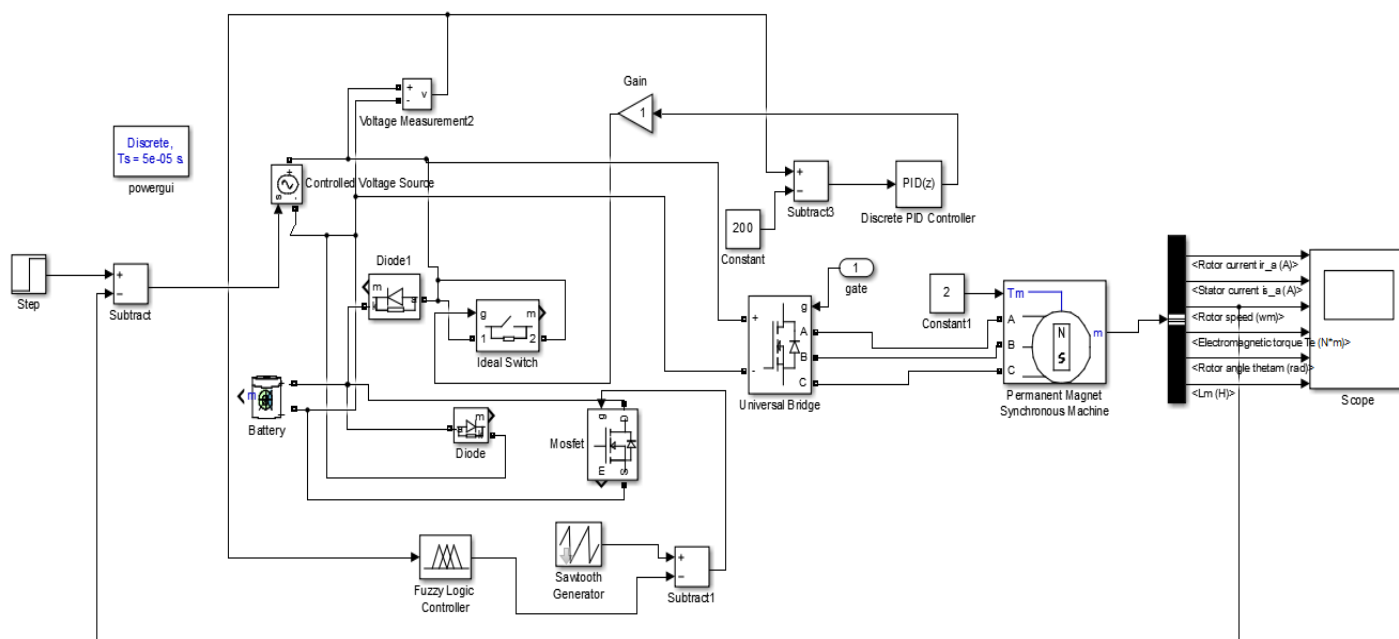 Gain
1
+
-
v
Voltage Measurement2
Discrete,
Ts = 5e-05 s.
powergui
Controlled Voltage Source
s
+
-
+
−
Subtract3
PID(z)
Discrete PID Controller
200
Constant
Step
+
−
Subtract
Diode1
m
k
a
g
m
1
2
Ideal Switch
1
gate
2
Constant1
+
-
g
A
B
C
Universal Bridge
Tm
A
B
C
N
S
m
Permanent Magnet
Synchronous Machine
<Rotor current ir_a (A)>
<Stator current is_a (A)>
<Rotor speed (wm)>
<Electromagnetic torque Te (N*m)>
<Rotor angle thetam (rad)>
<Lm (H)>
Scope
m
+
-
Battery
m
a
k
Diode
g
D
m
S
Mosfet
Fuzzy Logic
Controller
Sawtooth
Generator
+
−
Subtract1